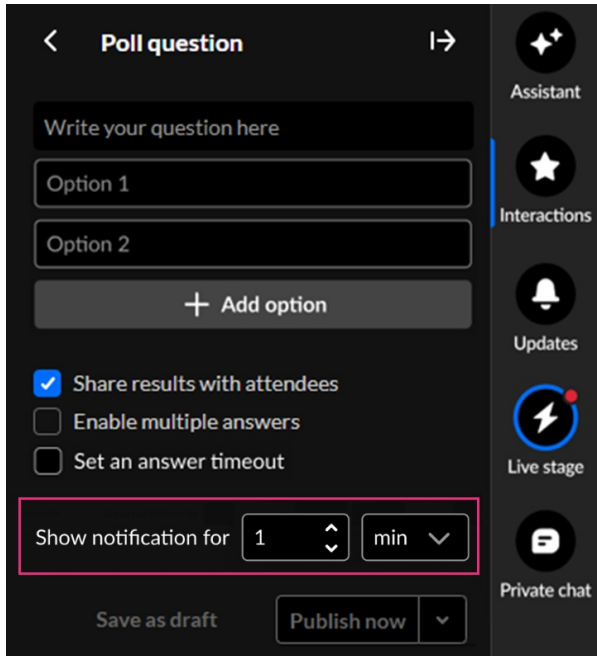 Poll question
Write your question here
Option 1
Option 2
Add option
Share results with attendees
Enable multiple answers
Set an answer timeout
Show notification for 1 min
Save as draft Publish now
Assistant
Interactions
Updates
Live stage
Private chat